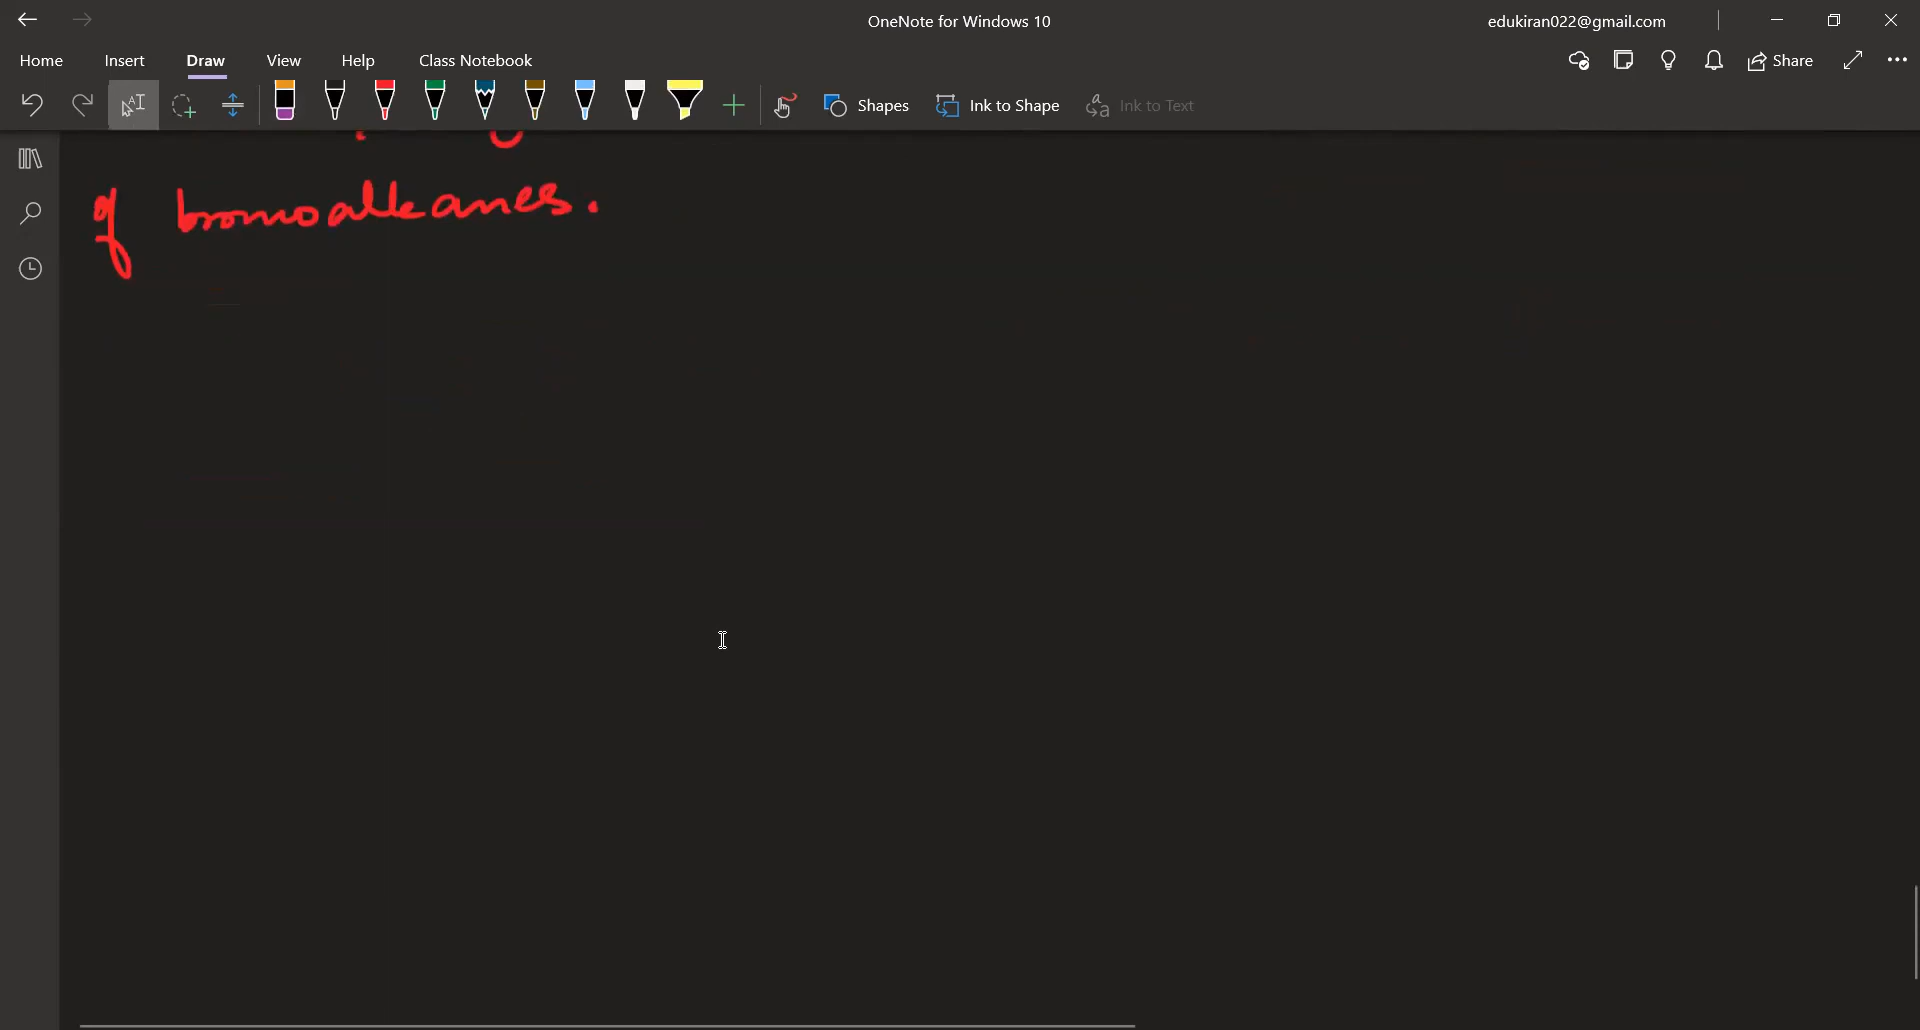 OneNote for Windows 10
edukiran022@gmail.com
Home Insert Draw View Help Class Notebook
Share
Shapes Ink to Shape Ink to Text
of bromoalkanes.